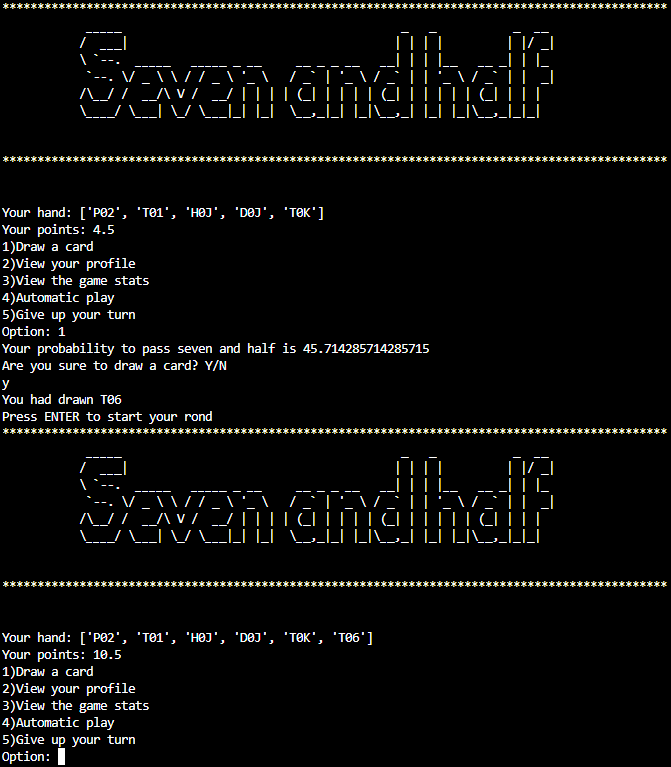 *******************************************************************************************
Seven and half
*******************************************************************************************
Your hand: ['P02', 'T01', 'H0J', 'D0J', 'T0K']
Your points: 4.5
1)Draw a card
2)View your profile
3)View the game stats
4)Automatic play
5)Give up your turn
Option: 1
Your probability to pass seven and half is 45.714285714285715
Are you sure to draw a card? Y/N
y
You had drawn T06
Press ENTER to start your rond
*******************************************************************************************
Seven and half
*******************************************************************************************
Your hand: ['P02', 'T01', 'H0J', 'D0J', 'T0K', 'T06']
Your points: 10.5
1)Draw a card
2)View your profile
3)View the game stats
4)Automatic play
5)Give up your turn
Option: